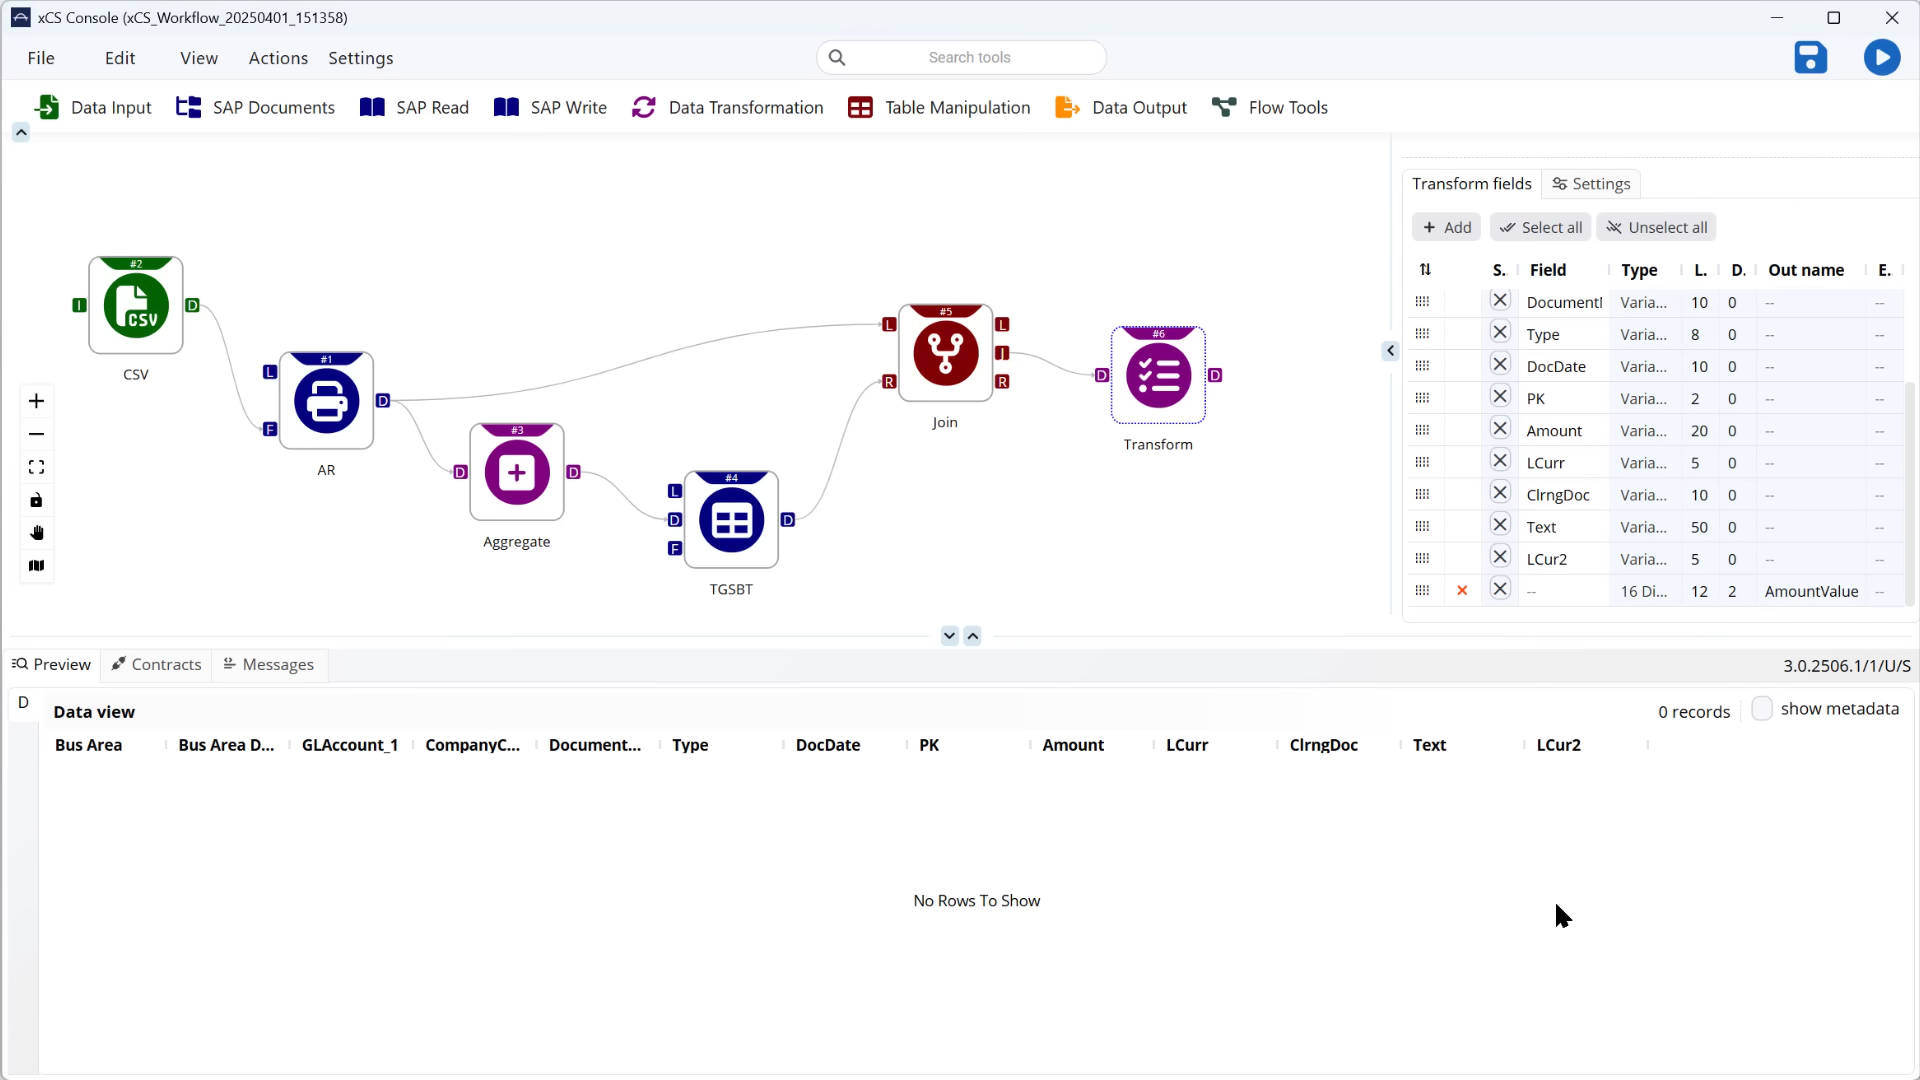 xCS Console (xCS_Workflow_20250401_151358)
File Edit View Actions Settings
Search tools
Data Input SAP Documents SAP Read SAP Write Data Transformation Table Manipulation Data Output Flow Tools
#2
I D
CSV
CSV
#1
L F D
AR
#3
D D
Aggregate
#4
L D F D
TGSBT
#5
L R L J R
Join
#6
D D
Transform
Transform fields Settings
Add Select all Unselect all
S.. Field Type L. D. Out name E..
Document! Varia... 10 0 -- --
Type Varia... 8 0 -- --
DocDate Varia... 10 0 -- --
PK Varia... 2 0 -- --
Amount Varia... 20 0 -- --
LCurr Varia... 5 0 -- --
ClrngDoc Varia... 10 0 -- --
Text Varia... 50 0 -- --
LCur2 Varia... 5 0 -- --
-- 16 Di... 12 2 AmountValue --
Preview Contracts Messages
3.0.2506.1/1/U/S
D
Data view
0 records show metadata
Bus Area Bus Area D... GLAccount_1 CompanyC... Document... Type DocDate PK Amount LCurr ClrngDoc Text LCur2
No Rows To Show